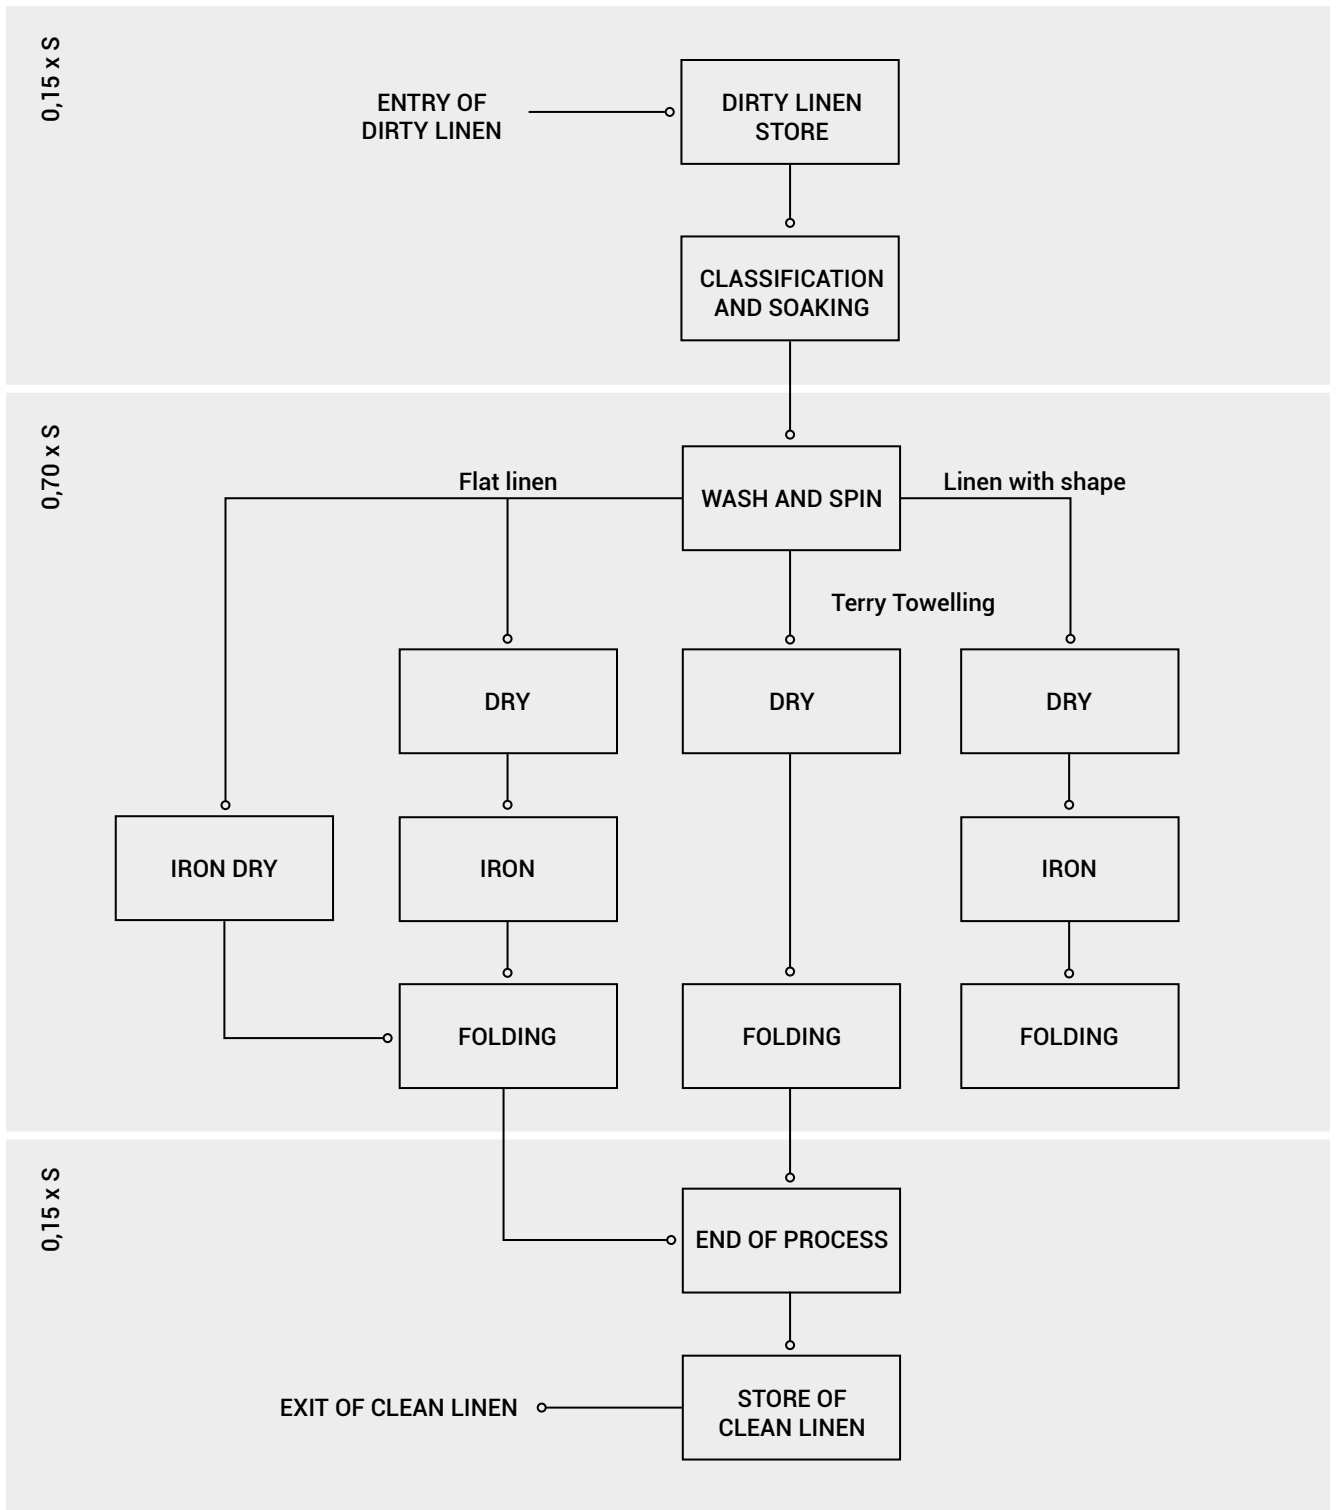 0,15 x S
ENTRY OF
DIRTY LINEN
DIRTY LINEN
STORE
CLASSIFICATION
AND SOAKING
0,70 x S
Flat linen
WASH AND SPIN
Linen with shape
Terry Towelling
DRY
DRY
DRY
IRON DRY
IRON
IRON
FOLDING
FOLDING
FOLDING
0,15 x S
END OF PROCESS
EXIT OF CLEAN LINEN
STORE OF
CLEAN LINEN